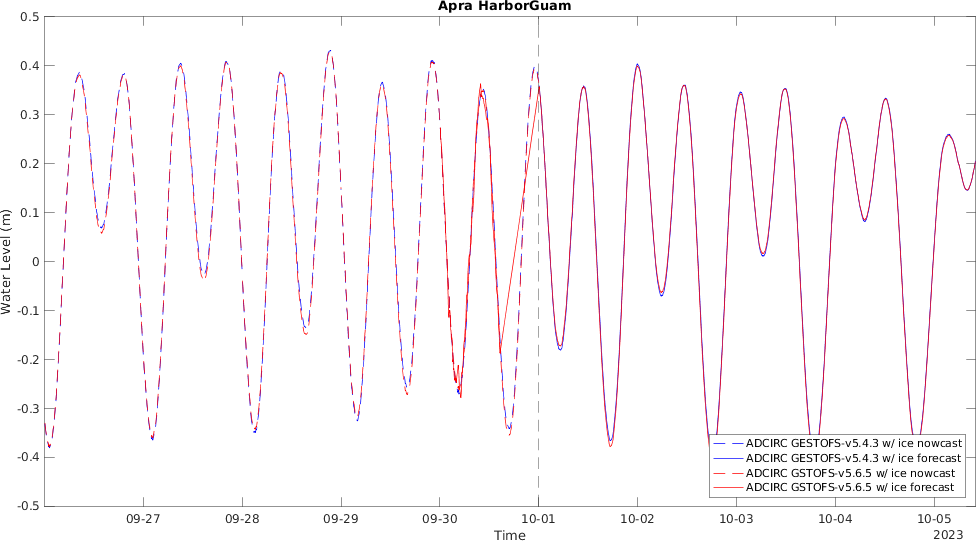 Apra HarborGuam
0.5
0.4
0.3
0.2
0.1
0
-0.1
-0.2
-0.3
-0.4
-0.5
Water Level (m)
ADCIRC GESTOFS-v5.4.3 w/ ice nowcast
ADCIRC GESTOFS-v5.4.3 w/ ice forecast
ADCIRC GSTOFS-v5.6.5 w/ ice nowcast
ADCIRC GSTOFS-v5.6.5 w/ ice forecast
09-27 09-28 09-29 09-30 10-01 10-02 10-03 10-04 10-05
Time
2023